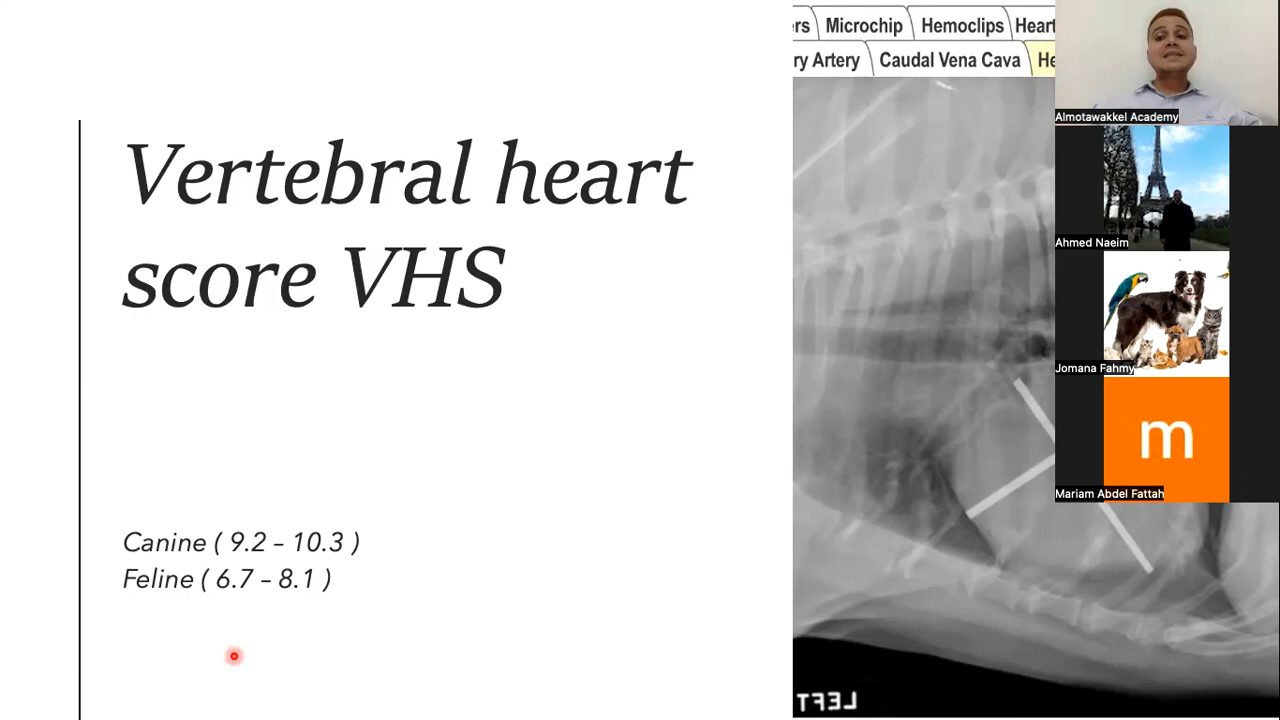 Vertebral heart
score VHS
Canine ( 9.2 – 10.3 )
Feline ( 6.7 – 8.1 )
Microchip
Hemoclips
Heart
Artery
Caudal Vena Cava
LEFT
Almotawakkel Academy
Ahmed Naeim
Jomana Fahmy
m
Mariam Abdel Fattah